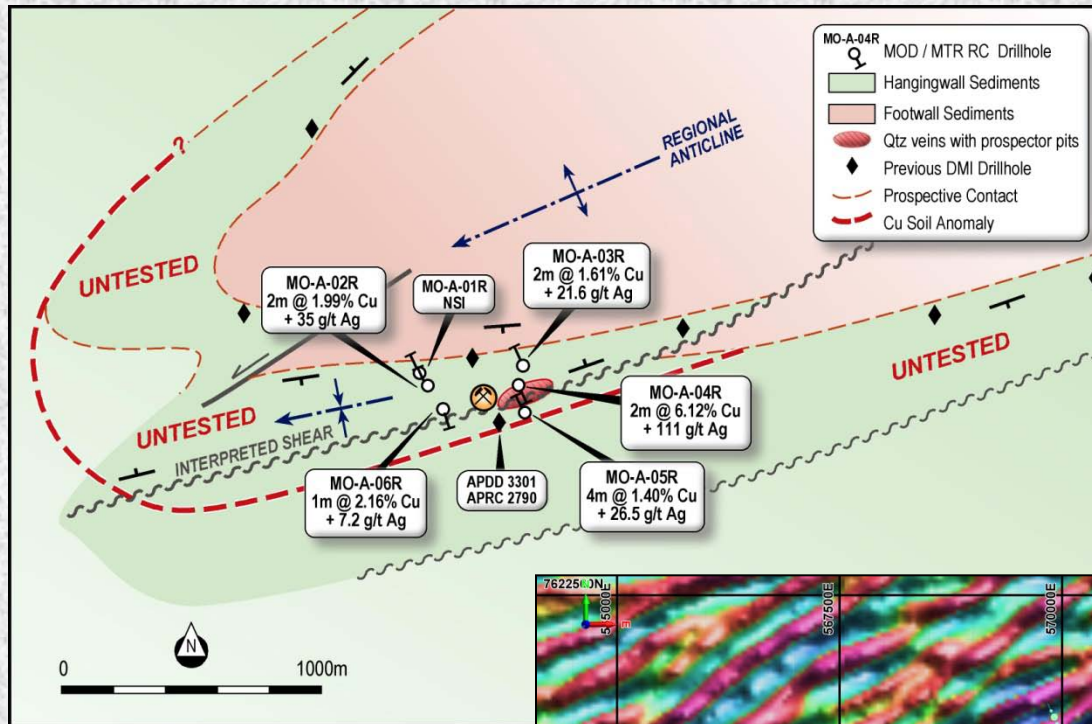 MO-A-04R
MOD / MTR RC Drillhole
Hangingwall Sediments
Footwall Sediments
Qtz veins with prospector pits
Previous DMI Drillhole
Prospective Contact
Cu Soil Anomaly
?
REGIONAL
ANTICLINE
UNTESTED
MO-A-02R
2m @ 1.99% Cu
+ 35 g/t Ag
MO-A-01R
NSI
MO-A-03R
2m @ 1.61% Cu
+ 21.6 g/t Ag
UNTESTED
MO-A-04R
2m @ 6.12% Cu
+ 111 g/t Ag
UNTESTED
INTERPRETED SHEAR
MO-A-06R
1m @ 2.16% Cu
+ 7.2 g/t Ag
APDD 3301
APRC 2790
MO-A-05R
4m @ 1.40% Cu
+ 26.5 g/t Ag
N
0
1000m
567500E
570000E